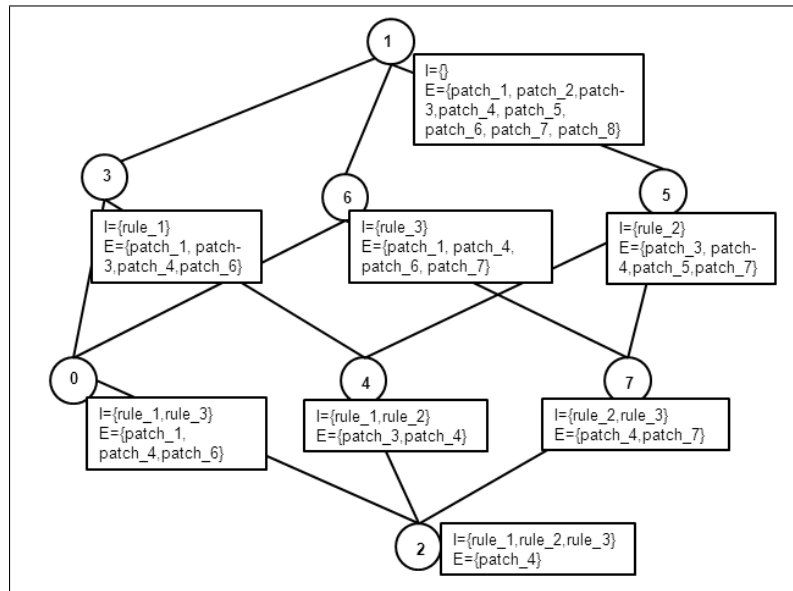 1
I={}
E={patch_1, patch_2,patch-
3,patch_4, patch_5,
patch_6, patch_7, patch_8}
3
6
5
I={rule_1}
E={patch_1, patch-
3,patch_4,patch_6}
I={rule_3}
E={patch_1, patch_4,
patch_6, patch_7}
I={rule_2}
E={patch_3, patch-
4,patch_5,patch_7}
0
4
7
I={rule_1,rule_3}
E={patch_1,
patch_4,patch_6}
I={rule_1,rule_2}
E={patch_3,patch_4}
I={rule_2,rule_3}
E={patch_4,patch_7}
2
I={rule_1,rule_2,rule_3}
E={patch_4}